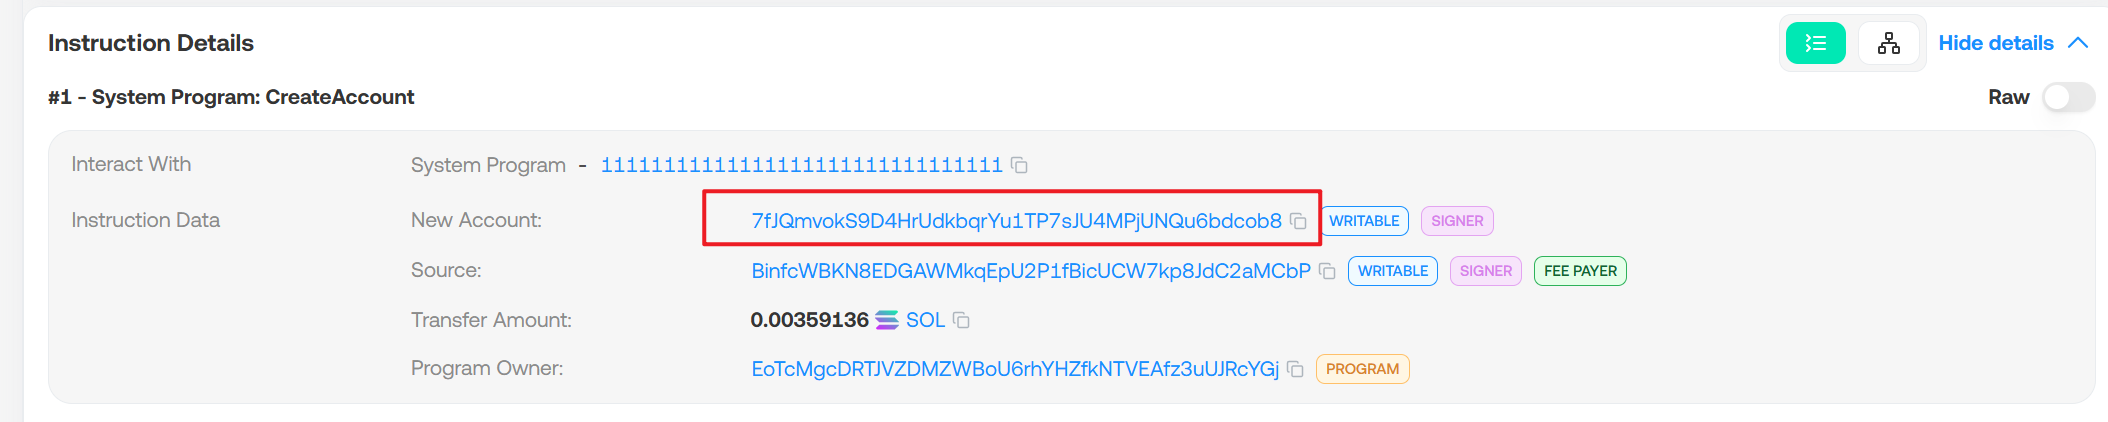 Instruction Details
Hide details
#1 - System Program: CreateAccount
Raw
Interact With System Program - 11111111111111111111111111111111
Instruction Data New Account: 7fJQmvokS9D4HrUdkbqrYu1TP7sJU4MPjUNQu6bdcob8 WRITABLE SIGNER
Source: BinfcWBKN8EDGAWMkqEpU2P1fBicUCW7kp8JdC2aMCbP WRITABLE SIGNER FEE PAYER
Transfer Amount: 0.00359136 SOL
Program Owner: EoTcMgcDRTJVZDMZWBoU6rhYHZfkNTVEAfz3uUJRcYGj PROGRAM